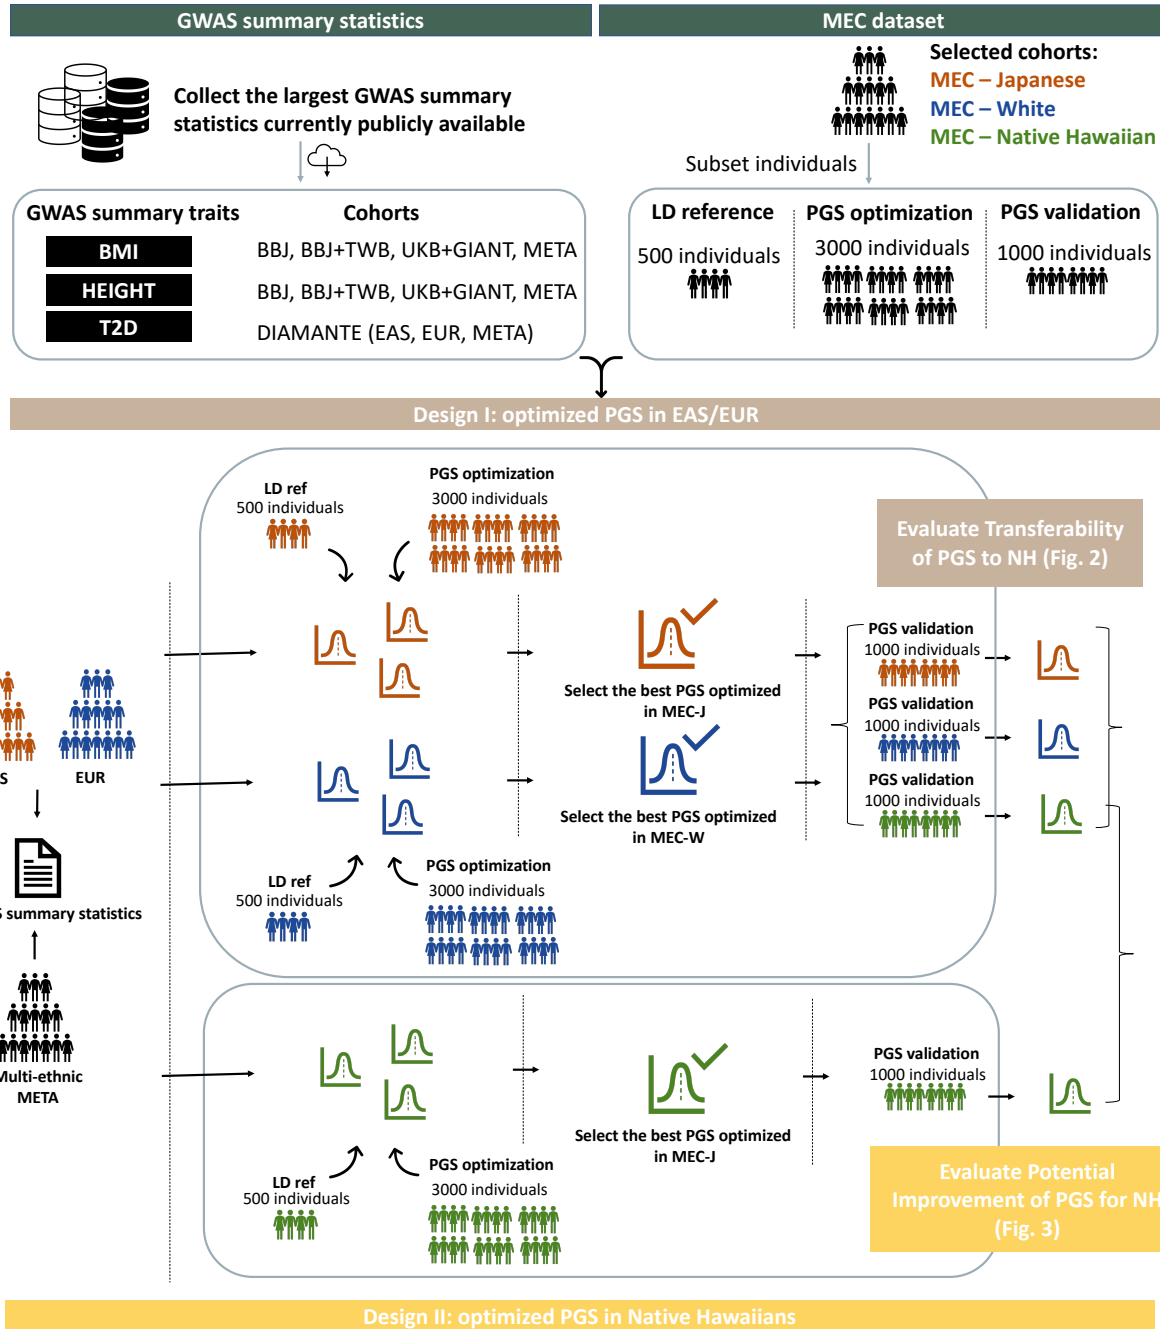 GWAS summary statistics
MEC dataset
Collect the largest GWAS summary
statistics currently publicly available
Selected cohorts:
MEC – Japanese
MEC – White
MEC – Native Hawaiian
Subset individuals
GWAS summary traits
Cohorts
BMI
BBJ, BBJ+TWB, UKB+GIANT, META
HEIGHT
BBJ, BBJ+TWB, UKB+GIANT, META
T2D
DIAMANTE (EAS, EUR, META)
LD reference
500 individuals
PGS optimization
3000 individuals
PGS validation
1000 individuals
Design I: optimized PGS in EAS/EUR
LD ref
500 individuals
PGS optimization
3000 individuals
Evaluate Transferability
of PGS to NH (Fig. 2)
Select the best PGS optimized
in MEC-J
PGS validation
1000 individuals
PGS validation
1000 individuals
PGS validation
1000 individuals
S
EUR
Select the best PGS optimized
in MEC-W
LD ref
500 individuals
PGS optimization
3000 individuals
S summary statistics
Multi-ethnic
META
Select the best PGS optimized
in MEC-J
PGS validation
1000 individuals
LD ref
500 individuals
PGS optimization
3000 individuals
Evaluate Potential
Improvement of PGS for NH
(Fig. 3)
Design II: optimized PGS in Native Hawaiians